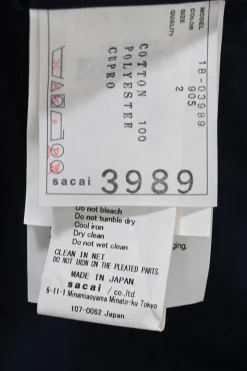 MODEL 18-03989
COLOR 905
SIZE 2
QUALITY
COTTON 100
POLYESTER
CUPRO
sacai 3989
Do not bleach
Do not tumble dry
Cool iron
Dry clean
Do not wet clean
ging.
CLEAN IN NET
DO NOT IRON ON THE PLEATED PARTS.
MADE IN JAPAN
sacai /co.,ltd.
6-11-1 Minamiaoyama Minato-ku Tokyo
107-0062 Japan